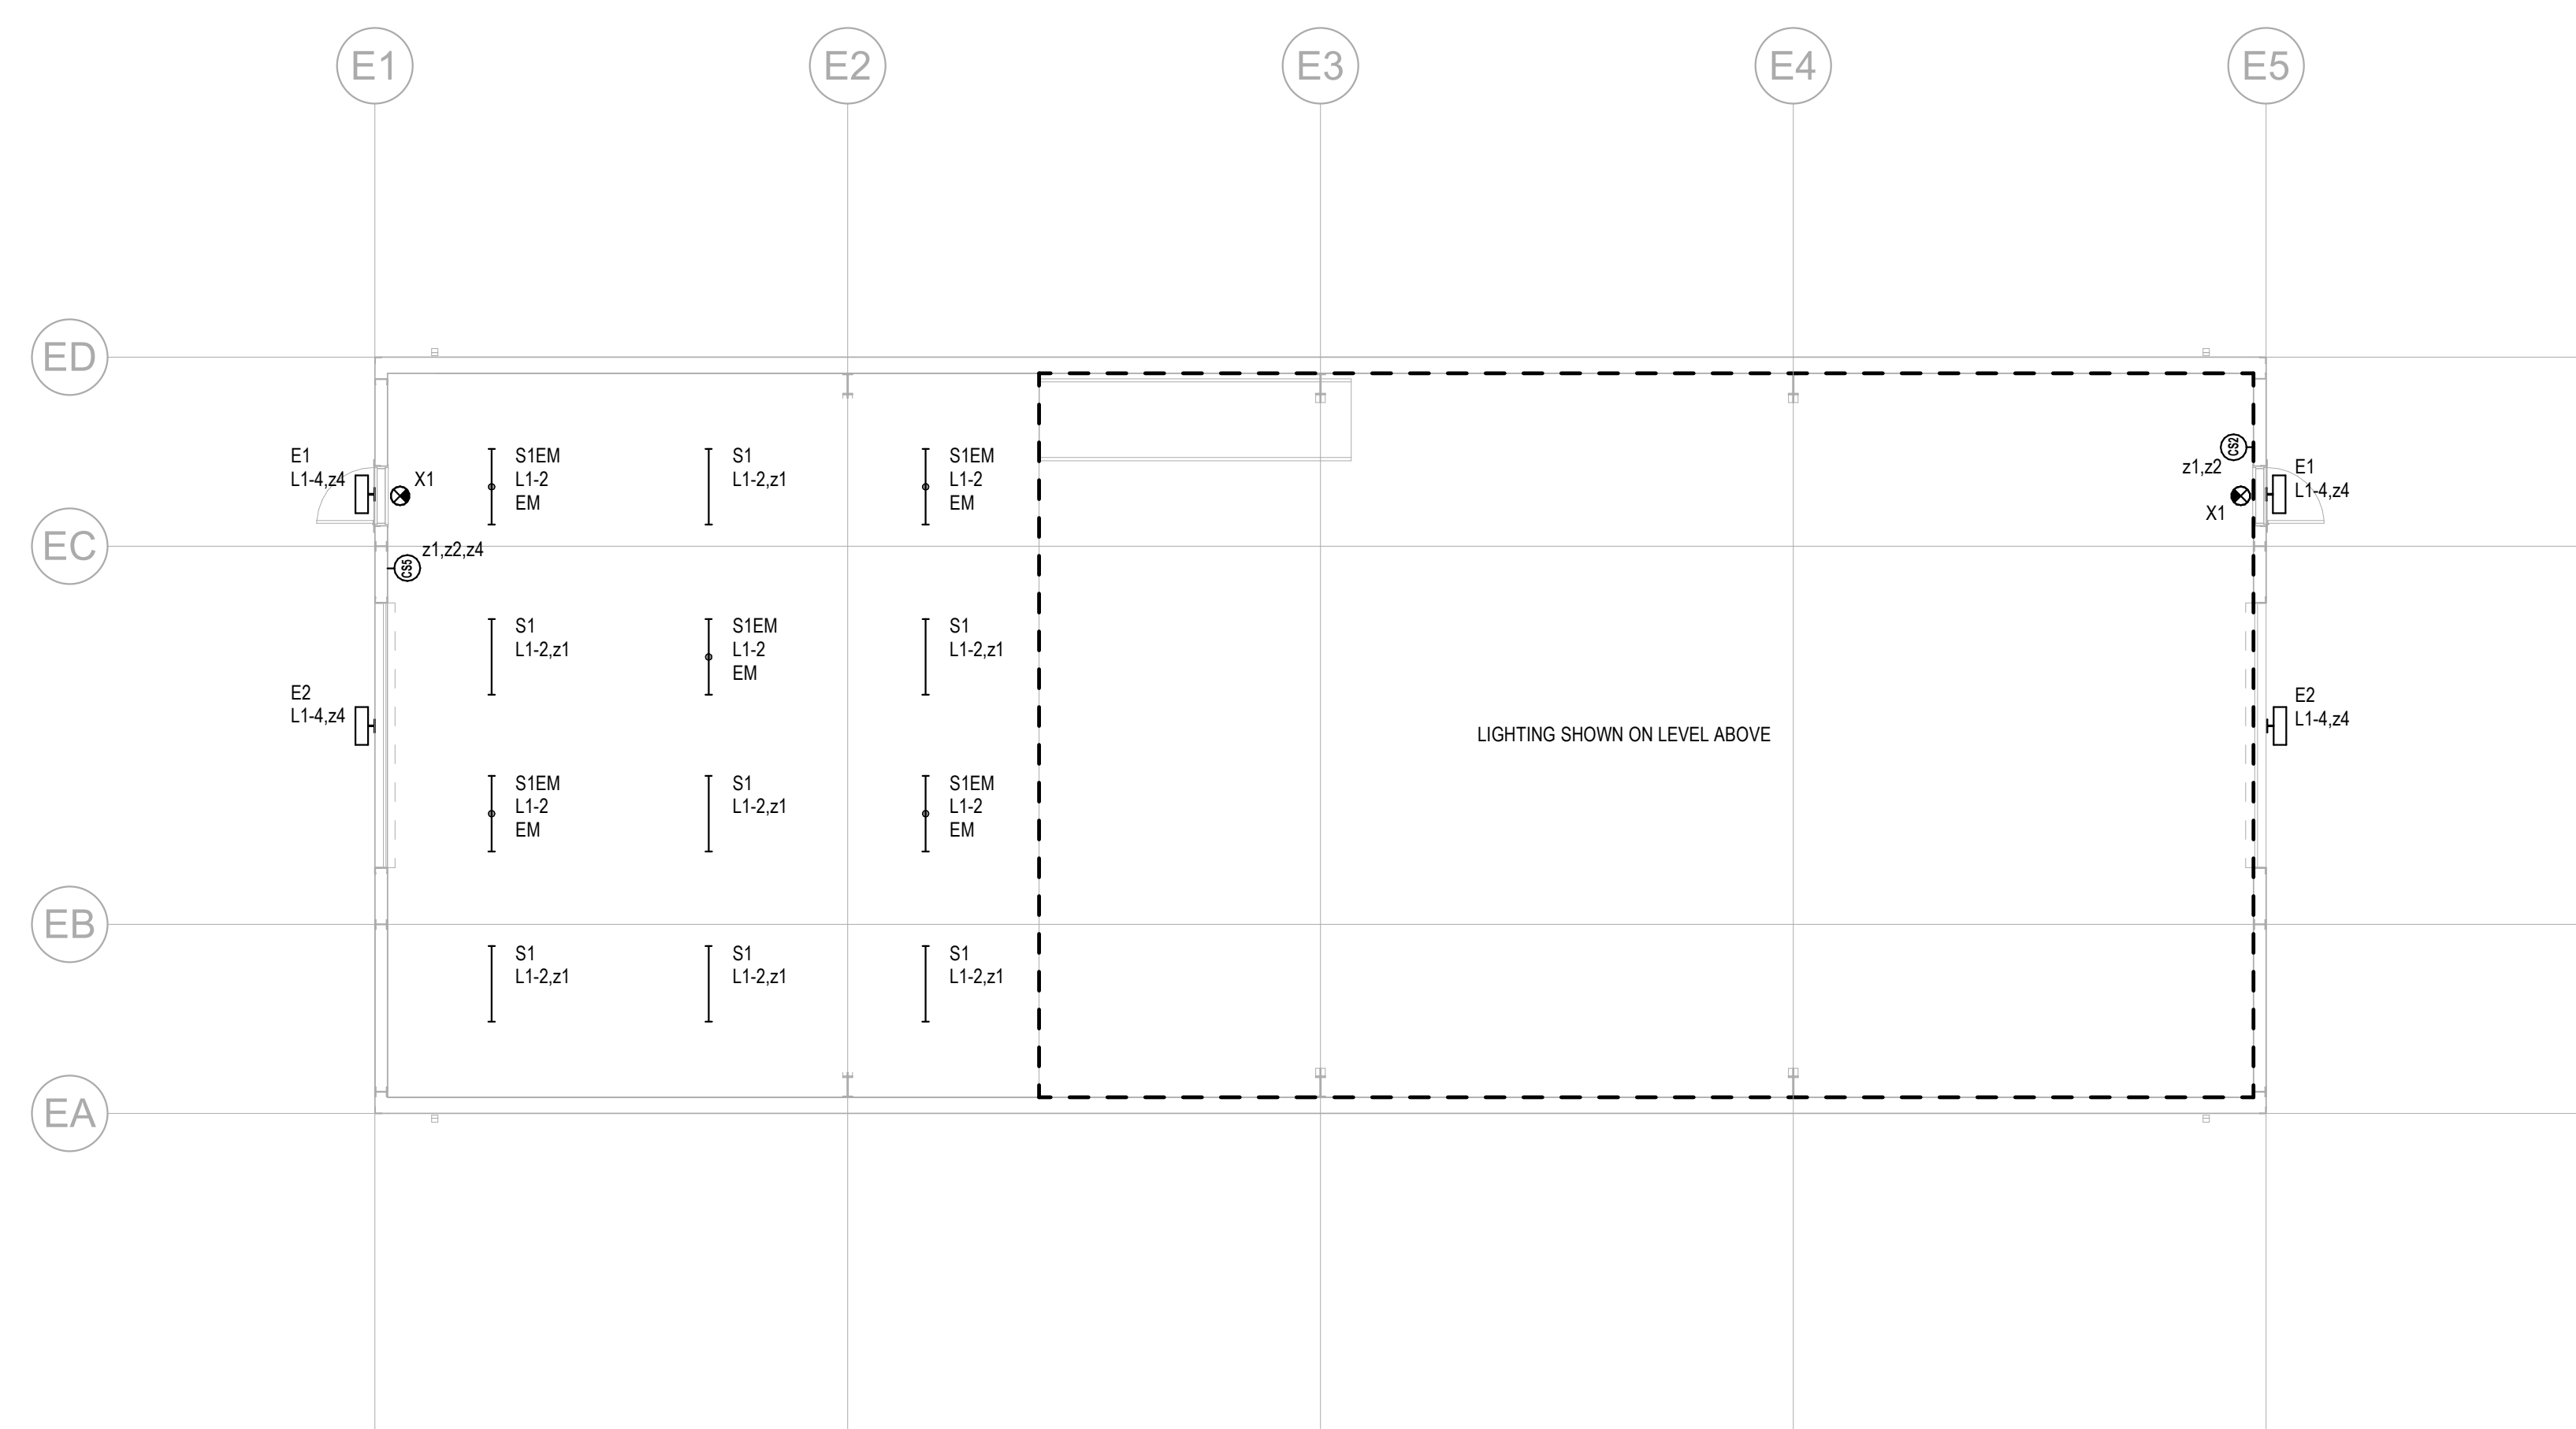 E1
E2
E3
E4
E5
ED
EC
EB
EA
E1
L1-4,z4
X1
S1EM
L1-2
EM
S1
L1-2,z1
S1EM
L1-2
EM
CS2
z1,z2
X1
E1
L1-4,z4
z1,z2,z4
CS5
S1
L1-2,z1
S1EM
L1-2
EM
S1
L1-2,z1
E2
L1-4,z4
LIGHTING SHOWN ON LEVEL ABOVE
E2
L1-4,z4
S1EM
L1-2
EM
S1
L1-2,z1
S1EM
L1-2
EM
S1
L1-2,z1
S1
L1-2,z1
S1
L1-2,z1